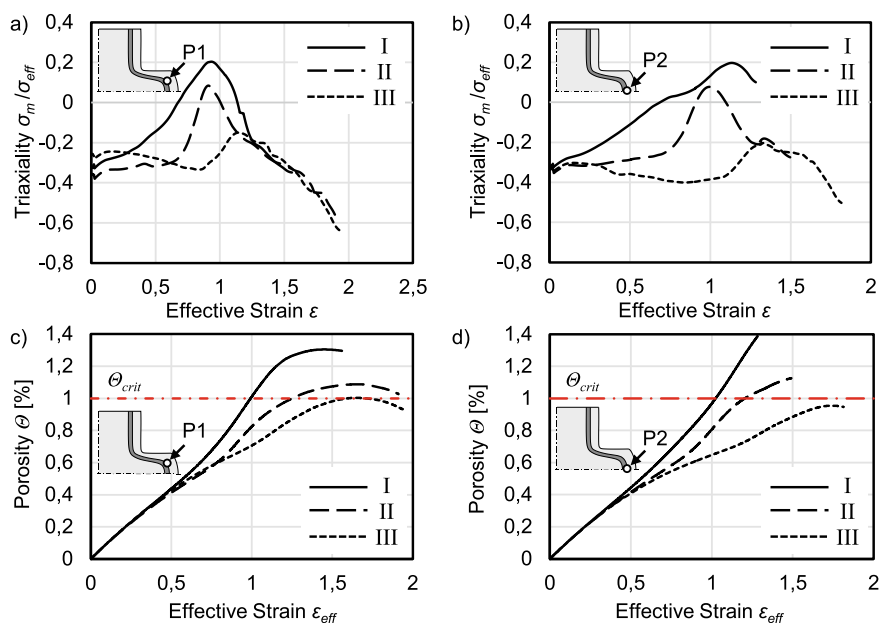 a)
Triaxiality σm/σeff
0,4
0,2
0
-0,2
-0,4
-0,6
-0,8
P1
I
II
III
0 0,5 1 1,5 2 2,5
Effective Strain ε
b)
Triaxiality σm/σeff
0,4
0,2
0
-0,2
-0,4
-0,6
-0,8
P2
I
II
III
0 0,5 1 1,5 2
Effective Strain ε
c)
Porosity Θ [%]
1,4
1,2
1
0,8
0,6
0,4
0,2
0
Θcrit
P1
I
II
III
0 0,5 1 1,5 2
Effective Strain εeff
d)
Porosity Θ [%]
1,4
1,2
1
0,8
0,6
0,4
0,2
0
Θcrit
P2
I
II
III
0 0,5 1 1,5 2
Effective Strain εeff